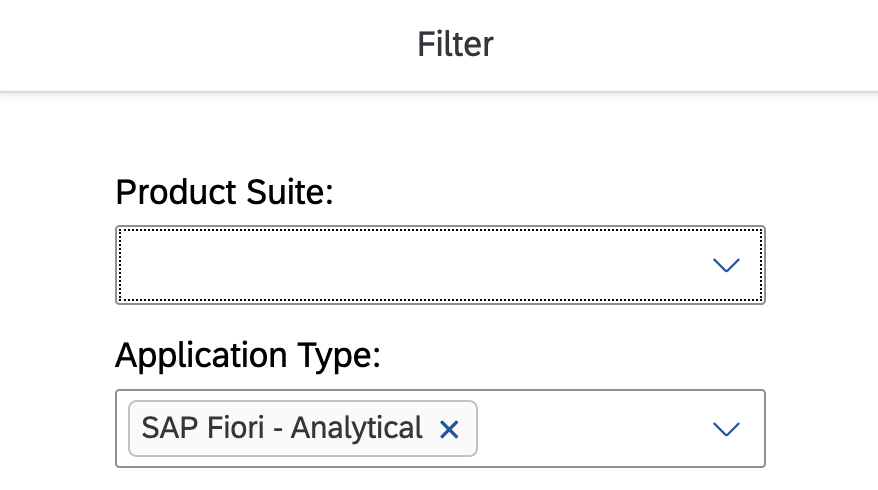 Filter
Product Suite:
Application Type:
SAP Fiori - Analytical